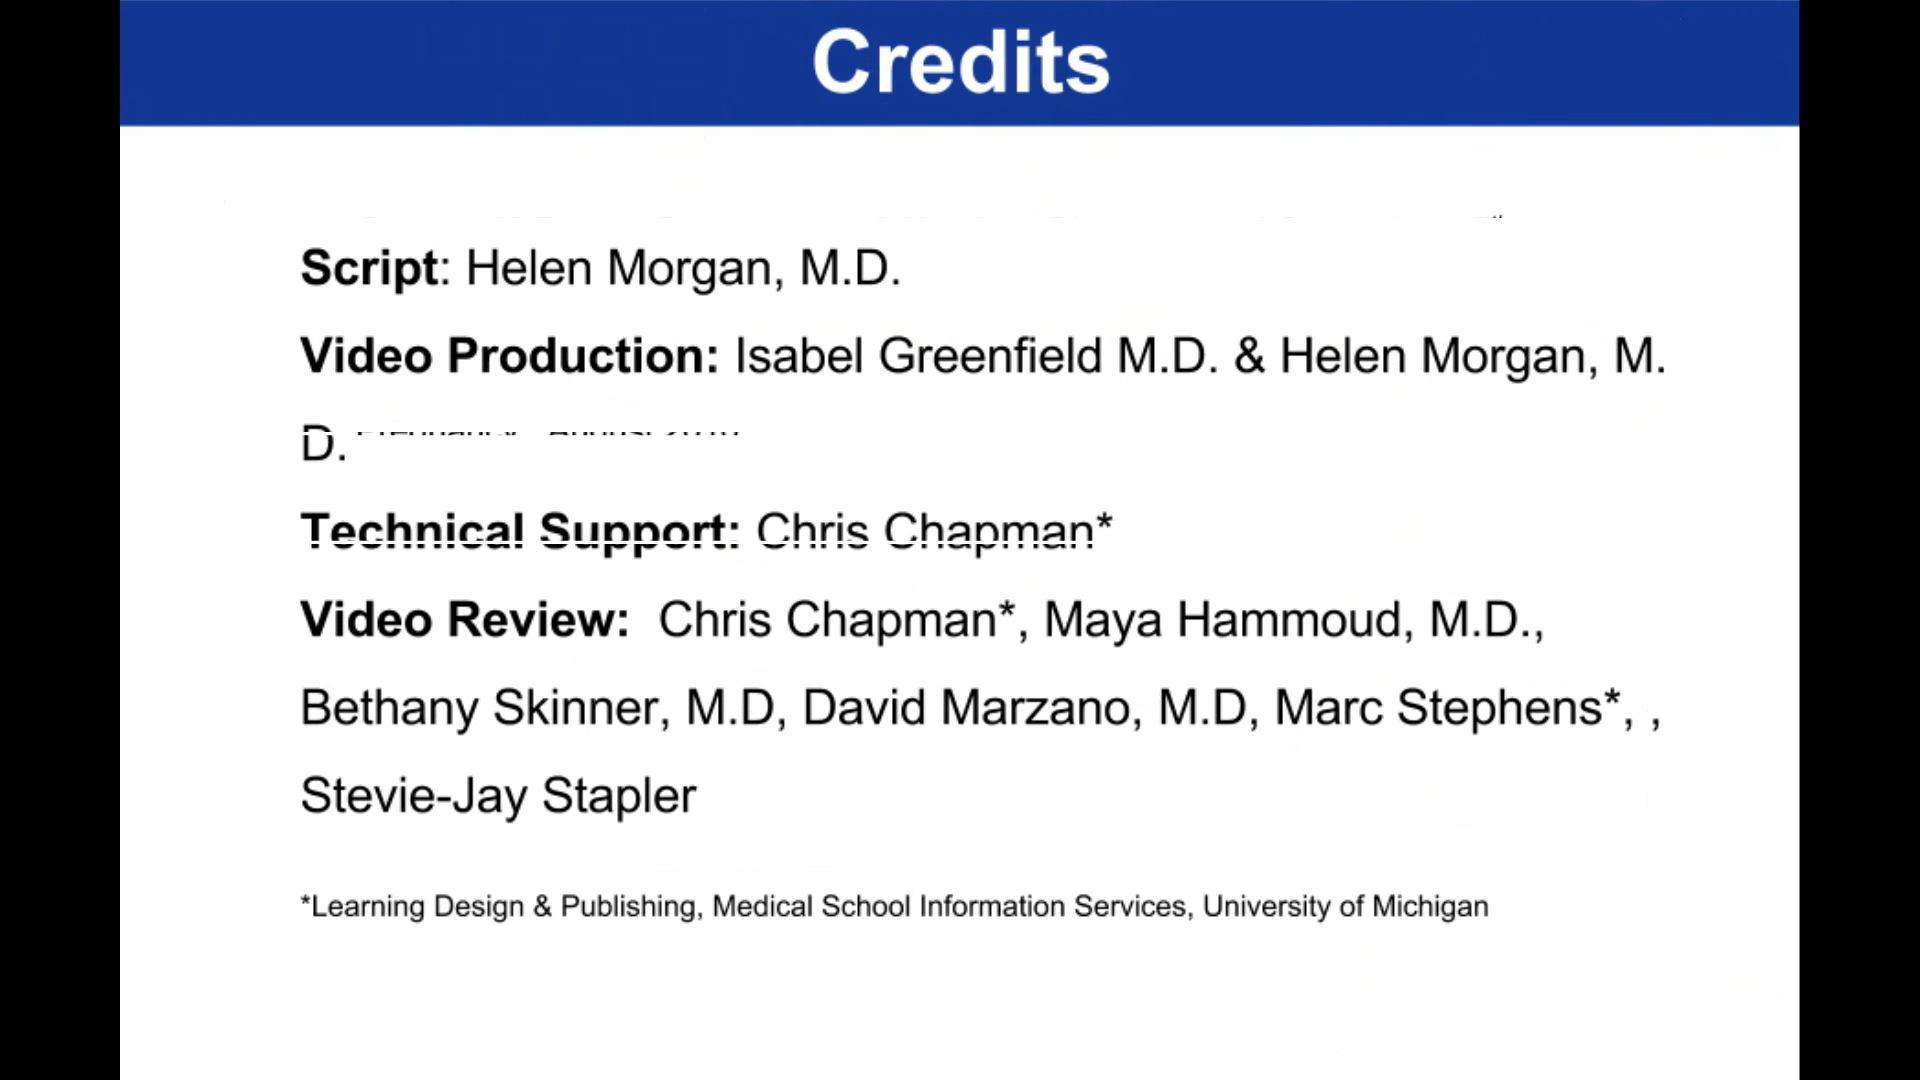 Credits
Script: Helen Morgan, M.D.
Video Production: Isabel Greenfield M.D. & Helen Morgan, M.
D.
Technical Support: Chris Chapman*
Video Review:  Chris Chapman*, Maya Hammoud, M.D.,
Bethany Skinner, M.D, David Marzano, M.D, Marc Stephens*, ,
Stevie-Jay Stapler
*Learning Design & Publishing, Medical School Information Services, University of Michigan